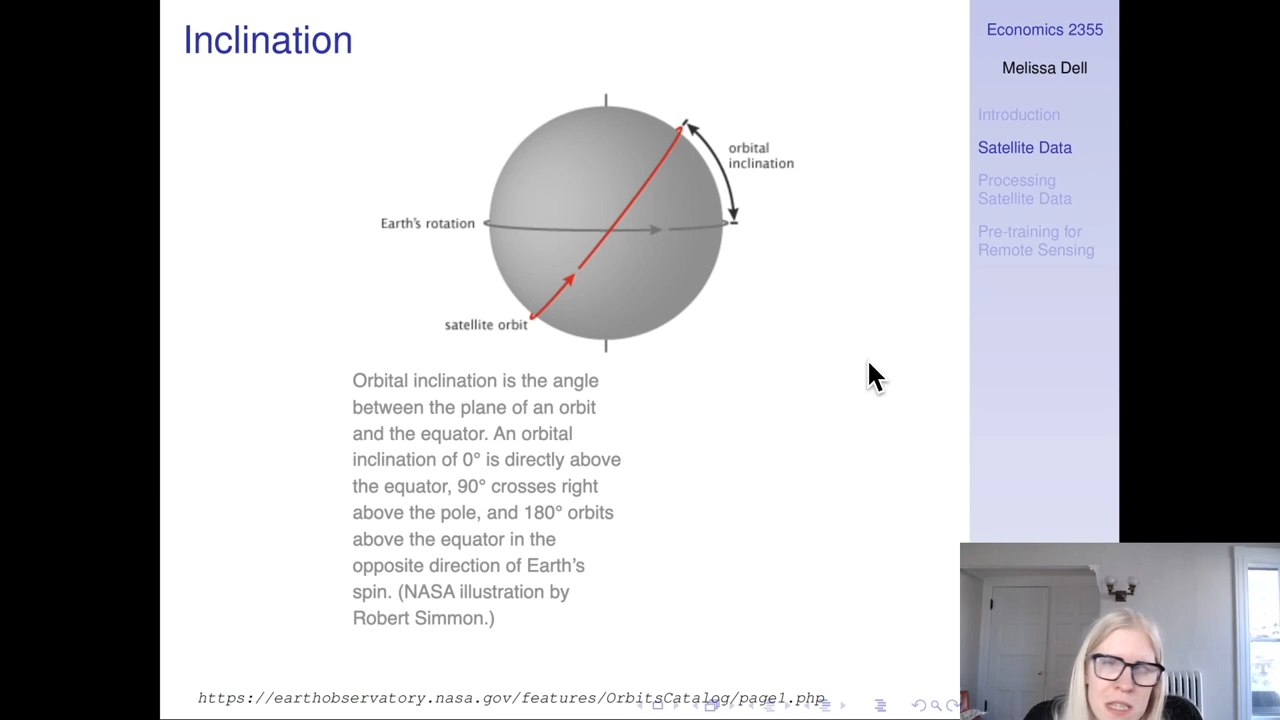 Inclination
orbital
inclination
Earth's rotation
satellite orbit
Orbital inclination is the angle
between the plane of an orbit
and the equator. An orbital
inclination of 0° is directly above
the equator, 90° crosses right
above the pole, and 180° orbits
above the equator in the
opposite direction of Earth's
spin. (NASA illustration by
Robert Simmon.)
https://earthobservatory.nasa.gov/features/OrbitsCatalog/page1.php
Economics 2355
Melissa Dell
Introduction
Satellite Data
Processing
Satellite Data
Pre-training for
Remote Sensing